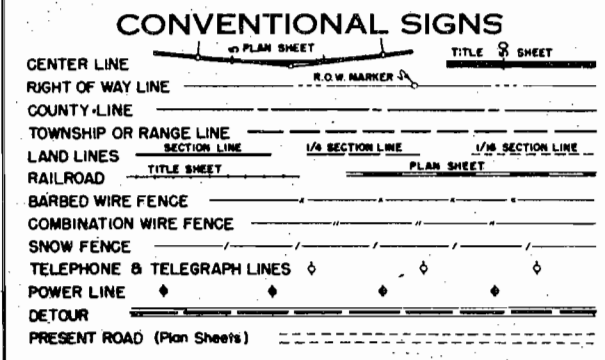 CONVENTIONAL SIGNS
CENTER LINE 5 PLAN SHEET TITLE 5 SHEET
RIGHT OF WAY LINE R.O.W. MARKER
COUNTY LINE
TOWNSHIP OR RANGE LINE
LAND LINES SECTION LINE 1/4 SECTION LINE 1/16 SECTION LINE
RAILROAD TITLE SHEET PLAN SHEET
BARBED WIRE FENCE
COMBINATION WIRE FENCE
SNOW FENCE
TELEPHONE & TELEGRAPH LINES
POWER LINE
DETOUR
PRESENT ROAD (Plan Sheets)